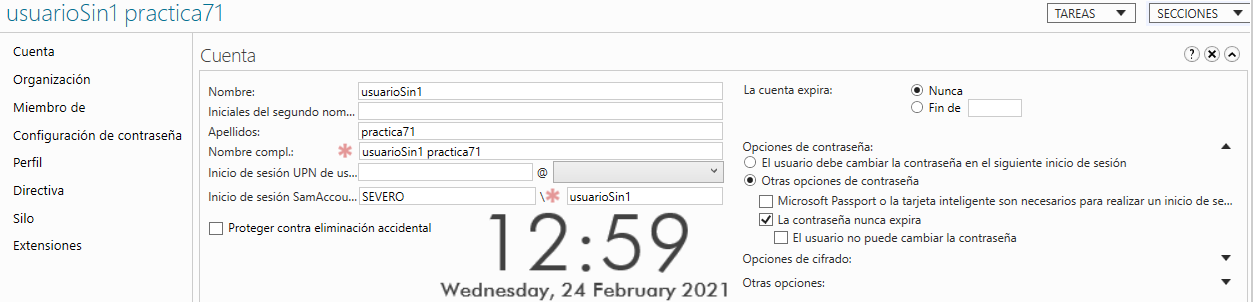 usuarioSin1 practica71
TAREAS
SECCIONES
Cuenta
Organización
Miembro de
Configuración de contraseña
Perfil
Directiva
Silo
Extensiones
Cuenta
Nombre: usuarioSin1
Iniciales del segundo nom...
Apellidos: practica71
Nombre compl.: * usuarioSin1 practica71
Inicio de sesión UPN de us... @
Inicio de sesión SamAccou... SEVERO \* usuarioSin1
Proteger contra eliminación accidental
La cuenta expira: Nunca
Fin de
Opciones de contraseña:
El usuario debe cambiar la contraseña en el siguiente inicio de sesión
Otras opciones de contraseña
Microsoft Passport o la tarjeta inteligente son necesarios para realizar un inicio de se...
La contraseña nunca expira
El usuario no puede cambiar la contraseña
Opciones de cifrado:
Otras opciones:
12:59
Wednesday, 24 February 2021